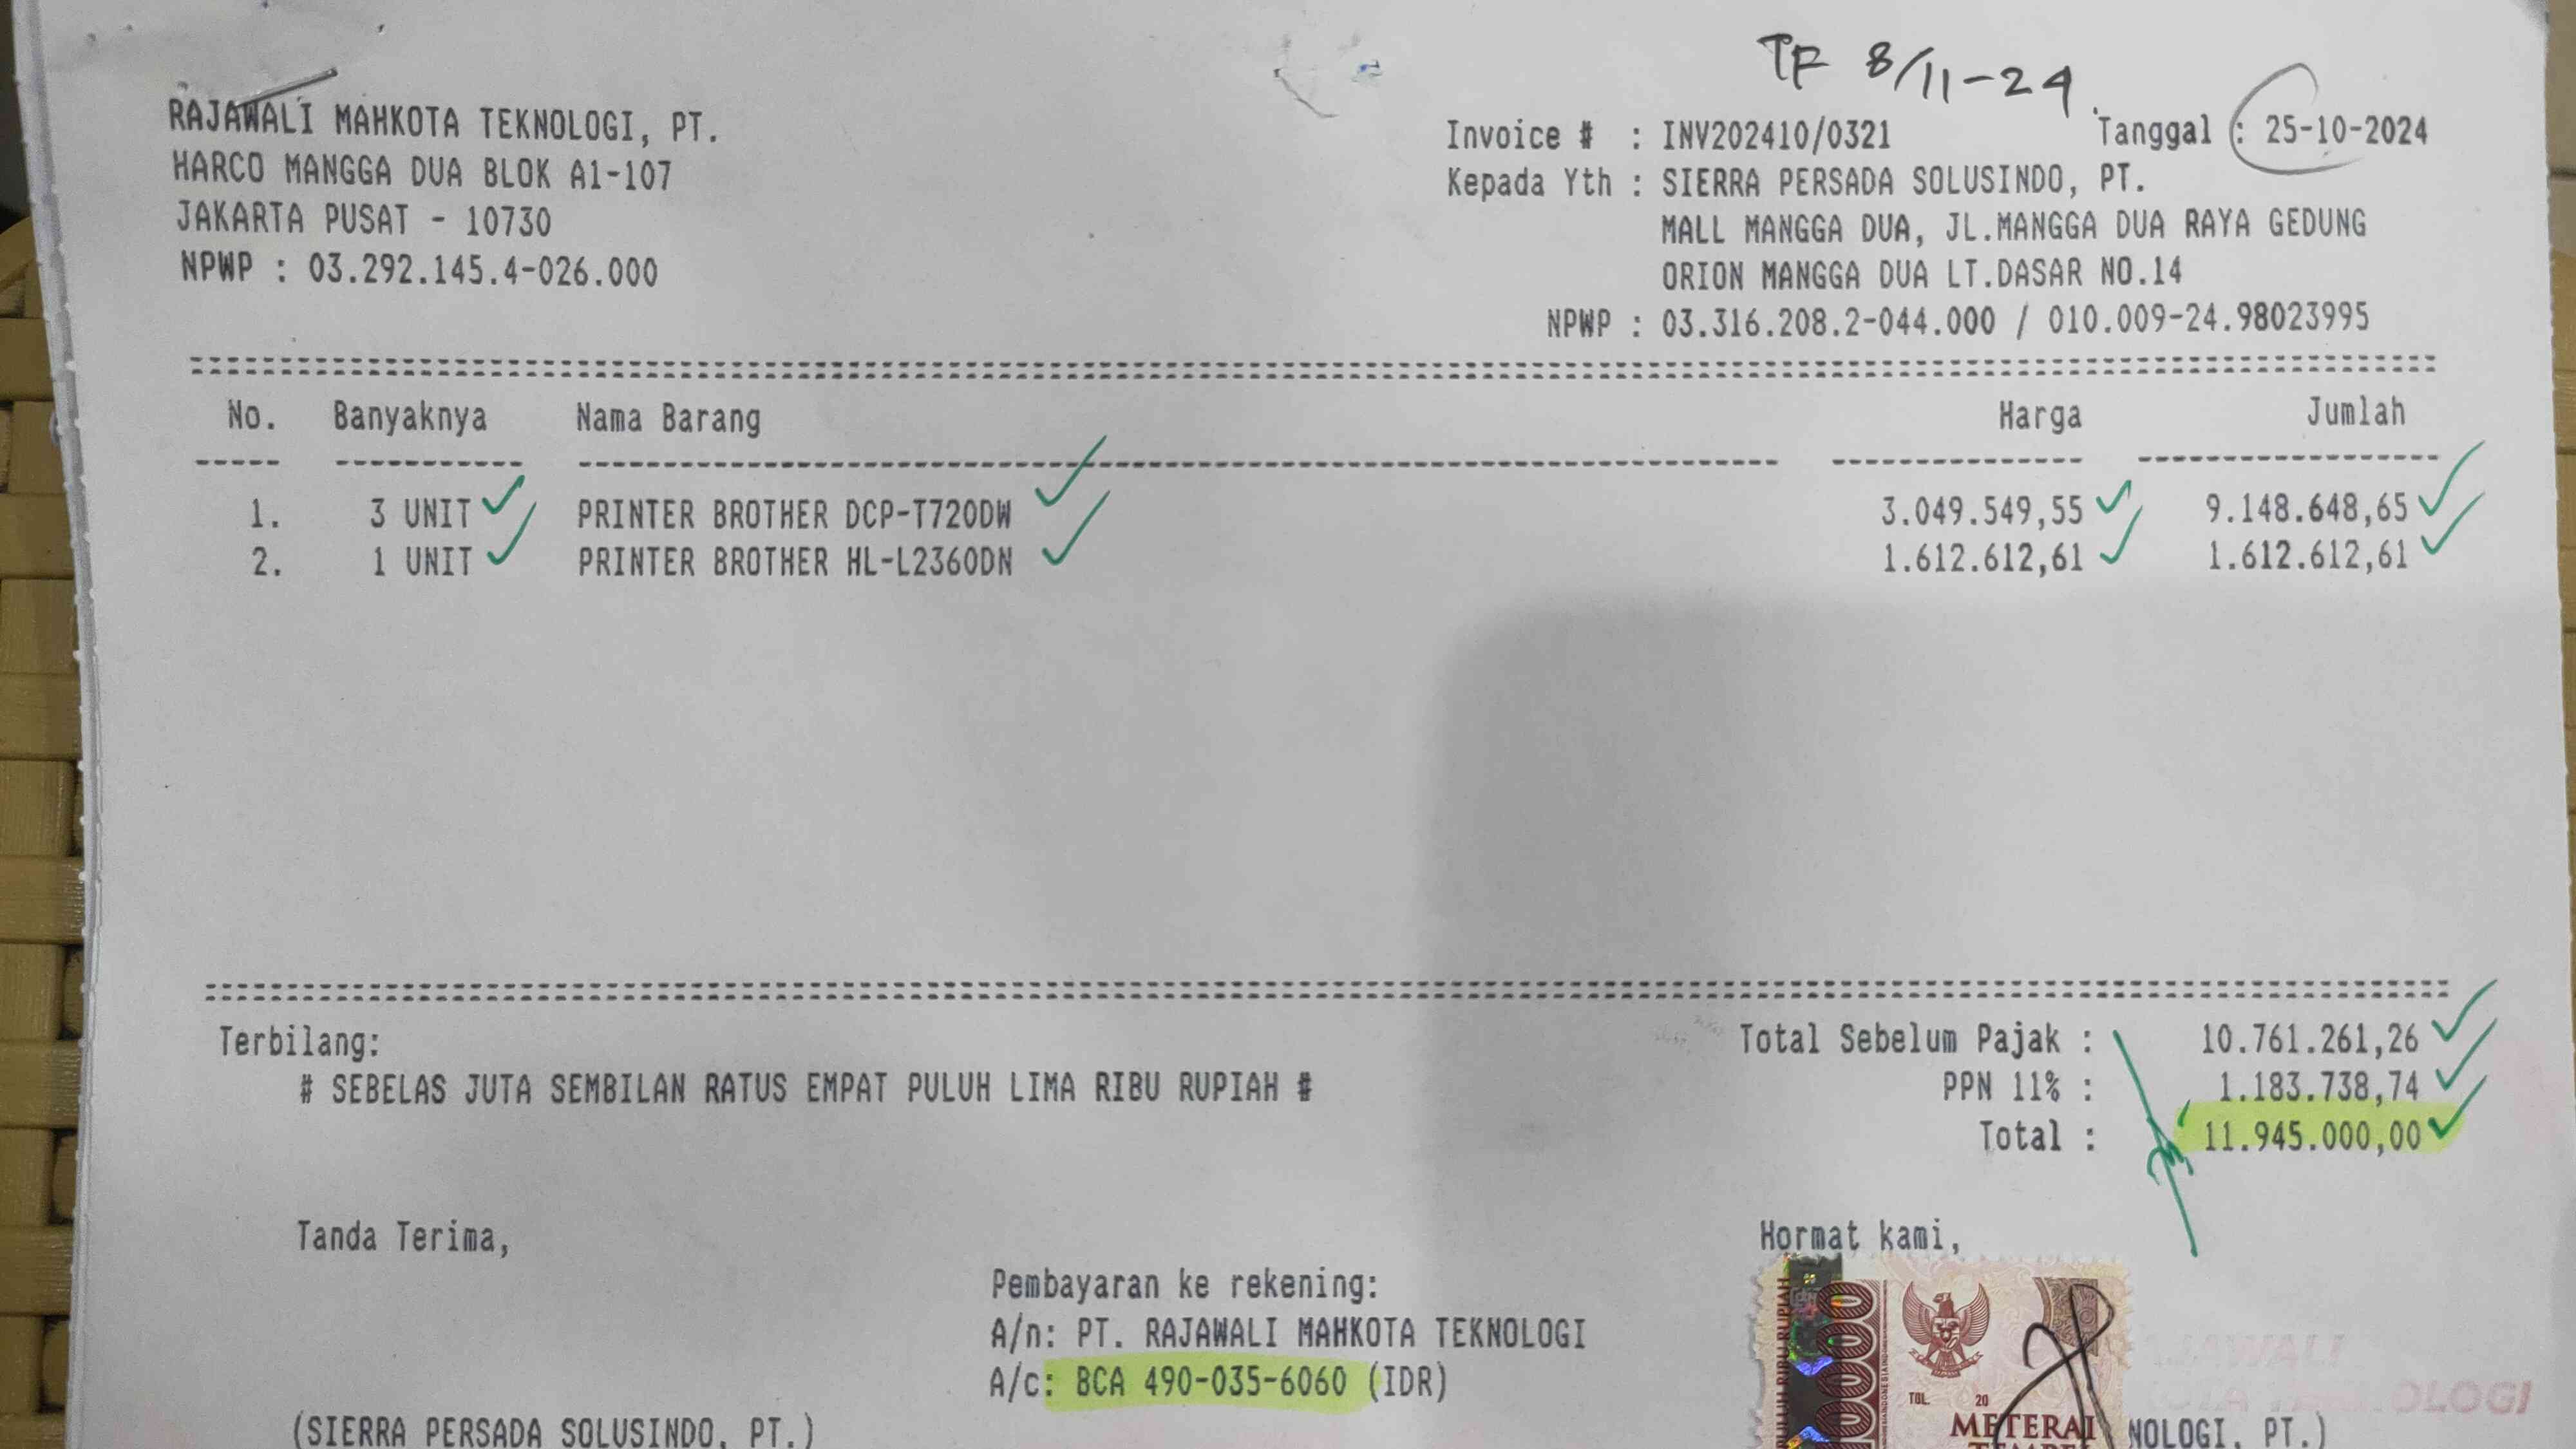 TF 8/11-24
RAJAWALI MAHKOTA TEKNOLOGI, PT.
HARCO MANGGA DUA BLOK A1-107
JAKARTA PUSAT - 10730
NPWP : 03.292.145.4-026.000
Invoice # : INV202410/0321 Tanggal : 25-10-2024
Kepada Yth : SIERRA PERSADA SOLUSINDO, PT.
MALL MANGGA DUA, JL.MANGGA DUA RAYA GEDUNG
ORION MANGGA DUA LT.DASAR NO.14
NPWP : 03.316.208.2-044.000 / 010.009-24.98023995
No. Banyaknya Nama Barang Harga Jumlah
1. 3 UNIT PRINTER BROTHER DCP-T720DW 3.049.549,55 9.148.648,65
2. 1 UNIT PRINTER BROTHER HL-L2360DN 1.612.612,61 1.612.612,61
Terbilang:
# SEBELAS JUTA SEMBILAN RATUS EMPAT PULUH LIMA RIBU RUPIAH #
Total Sebelum Pajak : 10.761.261,26
PPN 11% : 1.183.738,74
Total : 11.945.000,00
Tanda Terima,
Hormat kami,
Pembayaran ke rekening:
A/n: PT. RAJAWALI MAHKOTA TEKNOLOGI
A/c: BCA 490-035-6060 (IDR)
(SIERRA PERSADA SOLUSINDO, PT.)
TGL. 20
METERAI
TEMPEL
NOLOGI, PT.)
OLOGI